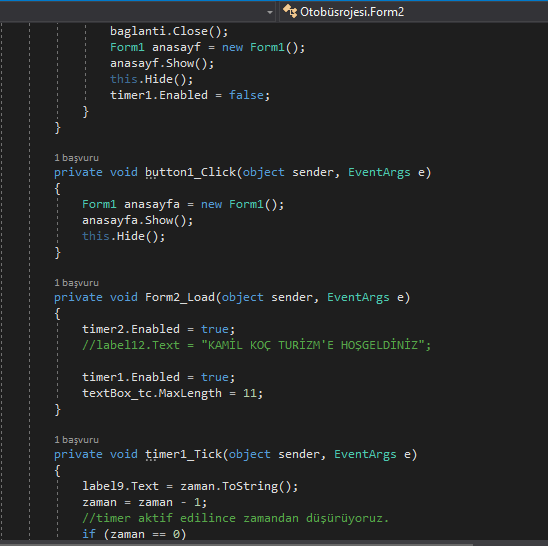 Otobüsrojesi.Form2
baglanti.Close();
Form1 anasayf = new Form1();
anasayf.Show();
this.Hide();
timer1.Enabled = false;
}
}
1 başvuru
private void button1_Click(object sender, EventArgs e)
{
Form1 anasayfa = new Form1();
anasayfa.Show();
this.Hide();
}
1 başvuru
private void Form2_Load(object sender, EventArgs e)
{
timer2.Enabled = true;
//label12.Text = "KAMİL KOÇ TURİZM'E HOŞGELDİNİZ";
timer1.Enabled = true;
textBox_tc.MaxLength = 11;
}
1 başvuru
private void timer1_Tick(object sender, EventArgs e)
{
label9.Text = zaman.ToString();
zaman = zaman - 1;
//timer aktif edilince zamandan düşürüyoruz.
if (zaman == 0)